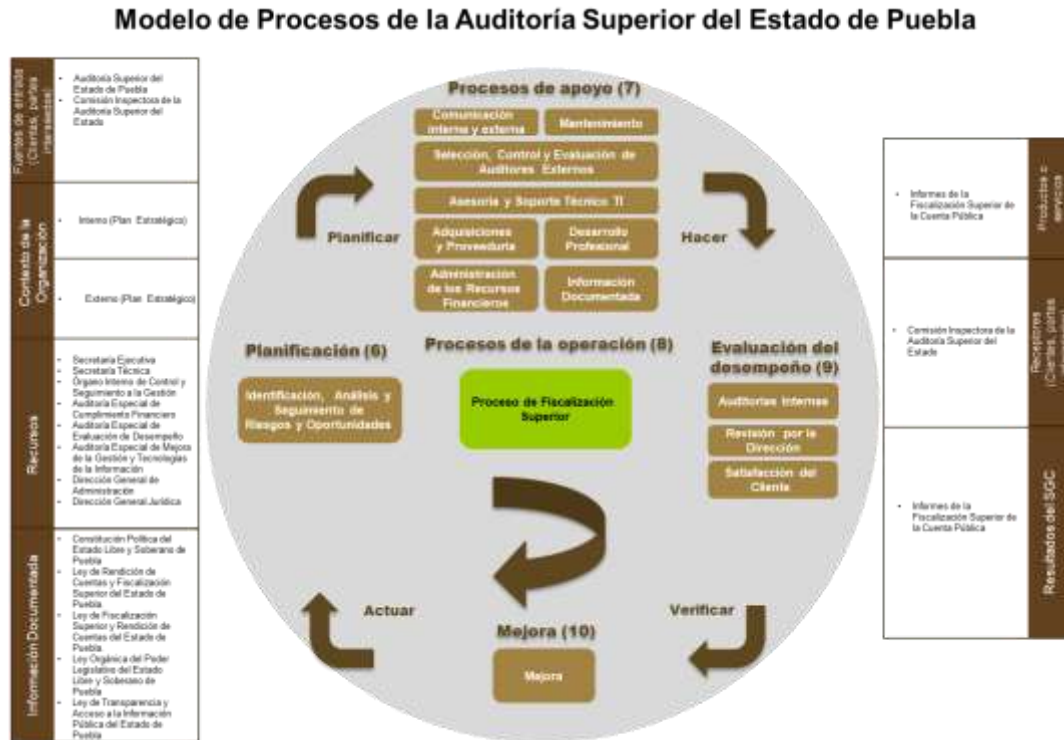 Modelo de Procesos de la Auditoría Superior del Estado de Puebla
Fuentes de entrada
(Clientas, partes
interesadas)
• Auditoría Superior del
Estado de Puebla
• Comisión Inspectora de la
Auditoría Superior del
Estado
Contexto de la
Organización
• Interno (Plan Estratégico)
• Externo (Plan Estratégico)
Recursos
• Secretaría Ejecutiva
• Secretaría Técnica
• Órgano Interno de Control y
Seguimiento a la Gestión
• Auditoría Especial de
Cumplimiento Financiero
• Auditoría Especial de
Evaluación de Desempeño
• Auditoría Especial de Mejora
de la Gestión y Tecnologías
de la Información
• Dirección General de
Administración
• Dirección General Jurídica
Información Documentada
• Constitución Política del
Estado Libre y Soberano de
Puebla
• Ley de Rendición de
Cuentas y Fiscalización
Superior del Estado de
Puebla
• Ley de Fiscalización
Superior y Rendición de
Cuentas del Estado de
Puebla
• Ley Orgánica del Poder
Legislativo del Estado
Libre y Soberano de
Puebla
• Ley de Transparencia y
Acceso a la Información
Pública del Estado de
Puebla
Procesos de apoyo (7)
Comunicación
interna y externa
Mantenimiento
Selección, Control y Evaluación de
Auditores Externos
Asesoría y Soporte Técnico TI
Adquisiciones
y Proveeduría
Desarrollo
Profesional
Administración
de los Recursos
Financieros
Información
Documentada
Planificar
Hacer
Planificación (6)
Identificación, Análisis y
Seguimiento de
Riesgos y Oportunidades
Procesos de la operación (8)
Proceso de Fiscalización
Superior
Evaluación del
desempeño (9)
Auditorías Internas
Revisión por la
Dirección
Satisfacción del
Cliente
Actuar
Verificar
Mejora (10)
Mejora
• Informes de la
Fiscalización Superior de
la Cuenta Pública
Productos o
servicios
• Comisión Inspectora de la
Auditoría Superior del
Estado
Receptores
(Clientes, partes
• Informes de la
Fiscalización Superior de
la Cuenta Pública
Resultados del SGC